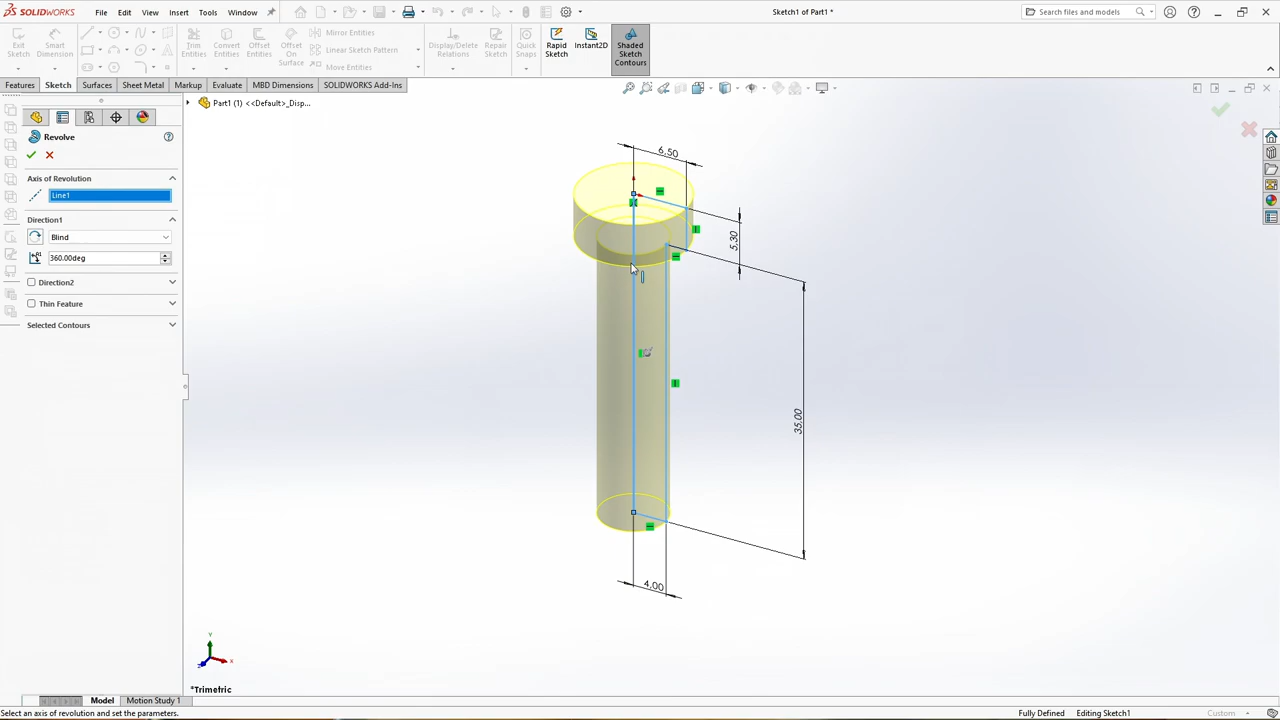 SOLIDWORKS File Edit View Insert Tools Window Sketch1 of Part1 * Search files and models
Exit Sketch Smart Dimension Trim Entities Convert Entities Offset Entities Offset On Surface Mirror Entities Linear Sketch Pattern Move Entities Display/Delete Relations Repair Sketch Quick Snaps Rapid Sketch Instant2D Shaded Sketch Contours
Features Sketch Surfaces Sheet Metal Markup Evaluate MBD Dimensions SOLIDWORKS Add-Ins
Part1 (1) <<Default>_Disp...
Revolve
Axis of Revolution
Line1
Direction1
Blind
360.00deg
Direction2
Thin Feature
Selected Contours
6.50
5.30
35.00
4.00
Y
X
Z
*Trimetric
Model Motion Study 1
Select an axis of revolution and set the parameters. Fully Defined Editing Sketch1 Custom